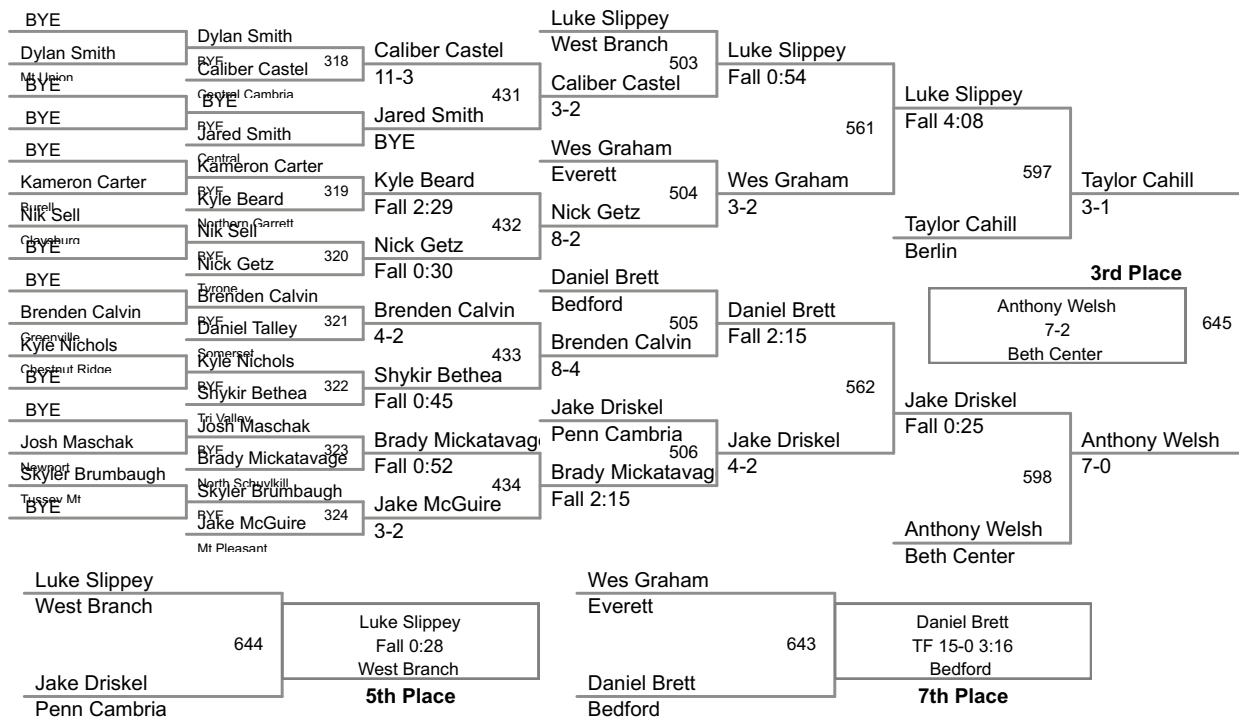 BYE
Dylan Smith
Mt Union
BYE
BYE
BYE
Kameron Carter
Burell
Nik Sell
Claysburg
BYE
BYE
Brenden Calvin
Greenville
Kyle Nichols
Chestnut Ridge
BYE
BYE
Josh Maschak
Newport
Skyler Brumbaugh
Tussey Mt
BYE
Dylan Smith
BYE
318
Caliber Castel
Central Cambria
BYE
BYE
Jared Smith
Central
Kameron Carter
BYE
319
Kyle Beard
Northern Garrett
Nik Sell
BYE
320
Nick Getz
Tyrone
Brenden Calvin
BYE
321
Daniel Talley
Somerset
Kyle Nichols
BYE
322
Shykir Bethea
Tri Valley
Josh Maschak
BYE
323
Brady Mickatavage
North Schuylkill
Skyler Brumbaugh
BYE
324
Jake McGuire
Mt Pleasant
Caliber Castel
11-3
431
Jared Smith
BYE
Kyle Beard
Fall 2:29
432
Nick Getz
Fall 0:30
Brenden Calvin
4-2
433
Shykir Bethea
Fall 0:45
Brady Mickatavage
Fall 0:52
434
Jake McGuire
3-2
Luke Slippey
West Branch
503
Caliber Castel
3-2
Wes Graham
Everett
504
Nick Getz
8-2
Daniel Brett
Bedford
505
Brenden Calvin
8-4
Jake Driskel
Penn Cambria
506
Brady Mickatavag
Fall 2:15
Luke Slippey
Fall 0:54
561
Wes Graham
3-2
Daniel Brett
Fall 2:15
562
Jake Driskel
4-2
Luke Slippey
Fall 4:08
597
Taylor Cahill
Berlin
Jake Driskel
Fall 0:25
598
Anthony Welsh
Beth Center
Taylor Cahill
3-1
3rd Place
Anthony Welsh
7-2
Beth Center
645
Anthony Welsh
7-0
Luke Slippey
West Branch
644
Jake Driskel
Penn Cambria
Luke Slippey
Fall 0:28
West Branch
5th Place
Wes Graham
Everett
643
Daniel Brett
Bedford
Daniel Brett
TF 15-0 3:16
Bedford
7th Place